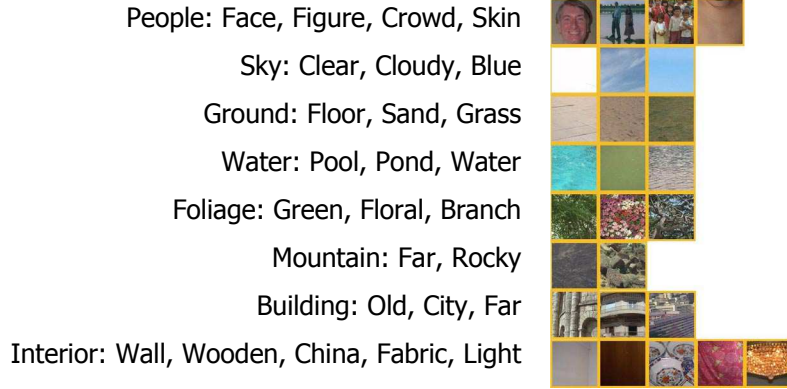 People: Face, Figure, Crowd, Skin
Sky: Clear, Cloudy, Blue
Ground: Floor, Sand, Grass
Water: Pool, Pond, Water
Foliage: Green, Floral, Branch
Mountain: Far, Rocky
Building: Old, City, Far
Interior: Wall, Wooden, China, Fabric, Light